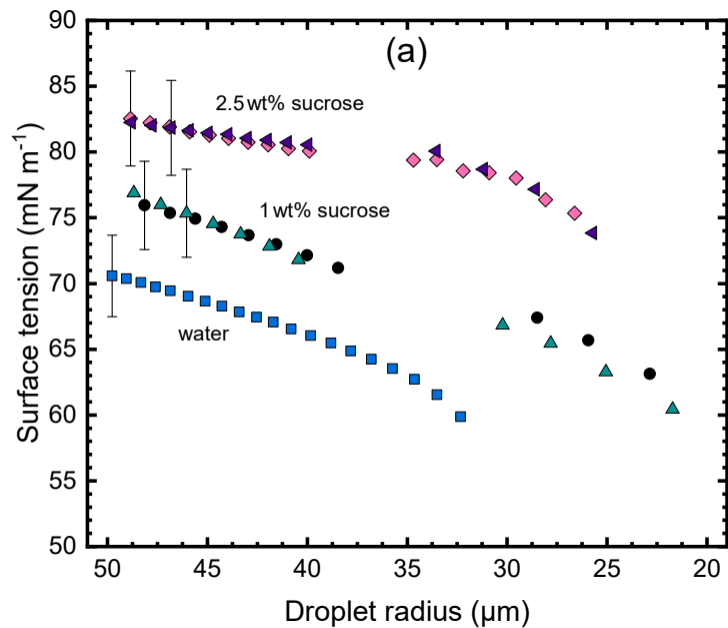 (a)
90
85
80
75
70
65
60
55
50
Surface tension (mN m⁻¹)
2.5 wt% sucrose
1 wt% sucrose
water
50 45 40 35 30 25 20
Droplet radius (μm)